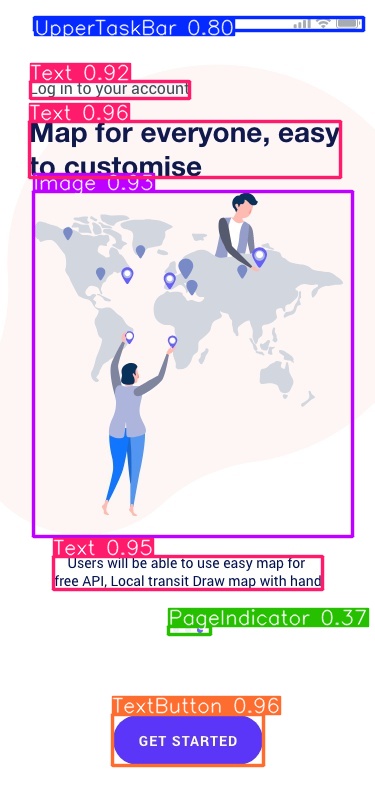 UpperTaskBar 0.80
Text 0.92
Log in to your account
Text 0.96
Map for everyone, easy
to customise
Image 0.93
Text 0.95
Users will be able to use easy map for
free API, Local transit Draw map with hand
PageIndicator 0.37
TextButton 0.96
GET STARTED